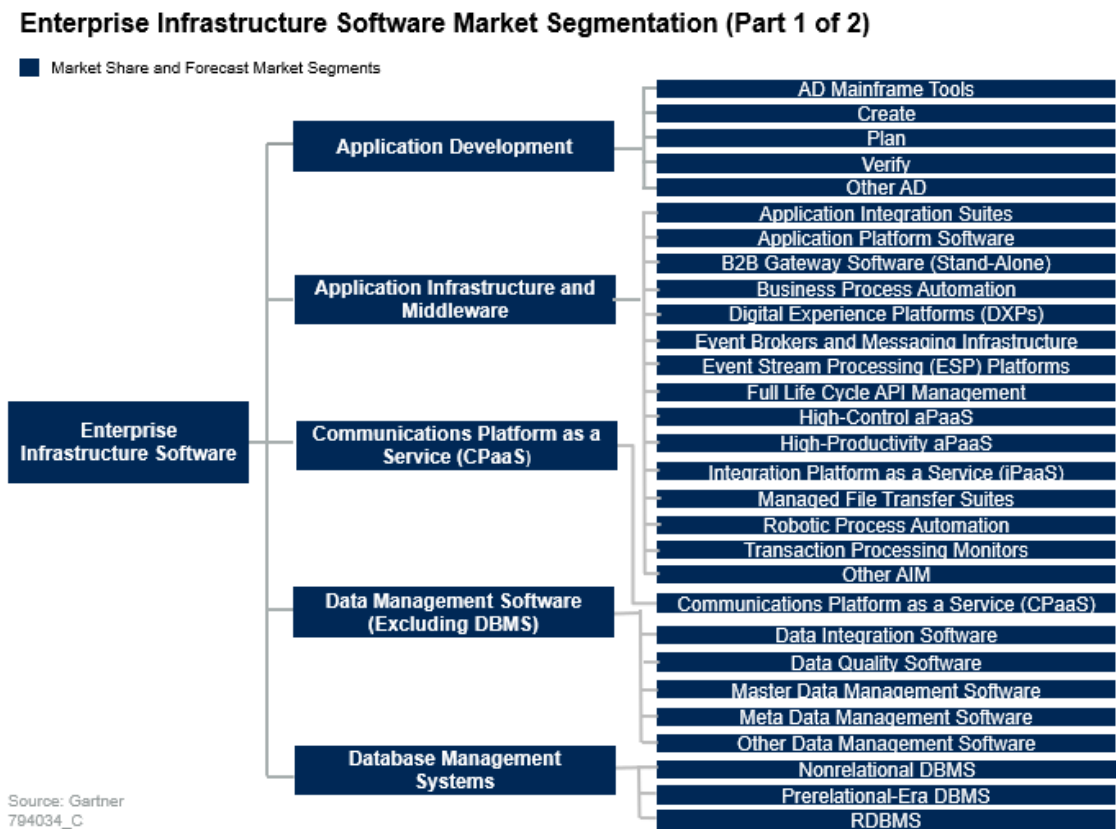 Enterprise Infrastructure Software Market Segmentation (Part 1 of 2)
Market Share and Forecast Market Segments
Enterprise
Infrastructure Software
Application Development
AD Mainframe Tools
Create
Plan
Verify
Other AD
Application Infrastructure and
Middleware
Application Integration Suites
Application Platform Software
B2B Gateway Software (Stand-Alone)
Business Process Automation
Digital Experience Platforms (DXPs)
Event Brokers and Messaging Infrastructure
Event Stream Processing (ESP) Platforms
Full Life Cycle API Management
High-Control aPaaS
High-Productivity aPaaS
Integration Platform as a Service (iPaaS)
Managed File Transfer Suites
Robotic Process Automation
Transaction Processing Monitors
Other AIM
Communications Platform as a
Service (CPaaS)
Communications Platform as a Service (CPaaS)
Data Management Software
(Excluding DBMS)
Data Integration Software
Data Quality Software
Master Data Management Software
Meta Data Management Software
Other Data Management Software
Database Management
Systems
Nonrelational DBMS
Prerelational-Era DBMS
RDBMS
Source: Gartner
794034_C